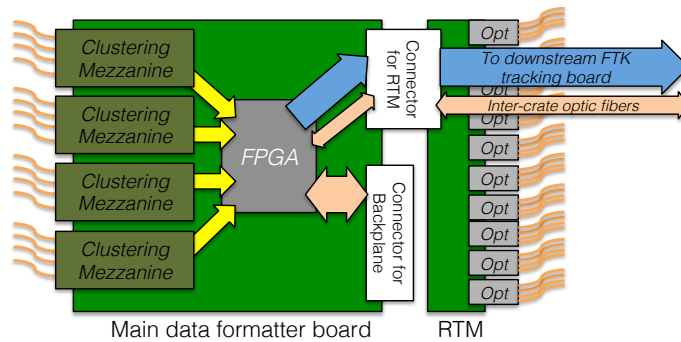 Clustering
Mezzanine
Clustering
Mezzanine
Clustering
Mezzanine
Clustering
Mezzanine
FPGA
Connector
for RTM
Connector for
Backplane
To downstream FTK
tracking board
Inter-crate optic fibers
Opt
Opt
Opt
Opt
Opt
Opt
Opt
Opt
Main data formatter board
RTM